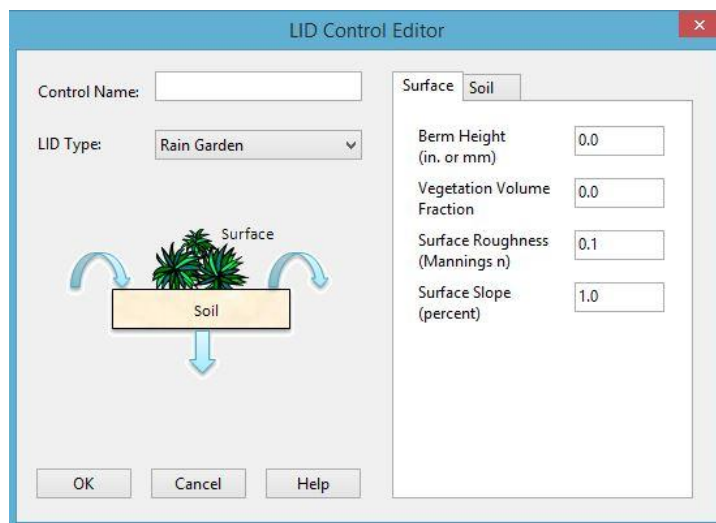 LID Control Editor
Control Name:
LID Type:
Rain Garden
Surface
Soil
OK
Cancel
Help
Surface
Soil
Berm Height
(in. or mm)
0.0
Vegetation Volume
Fraction
0.0
Surface Roughness
(Mannings n)
0.1
Surface Slope
(percent)
1.0